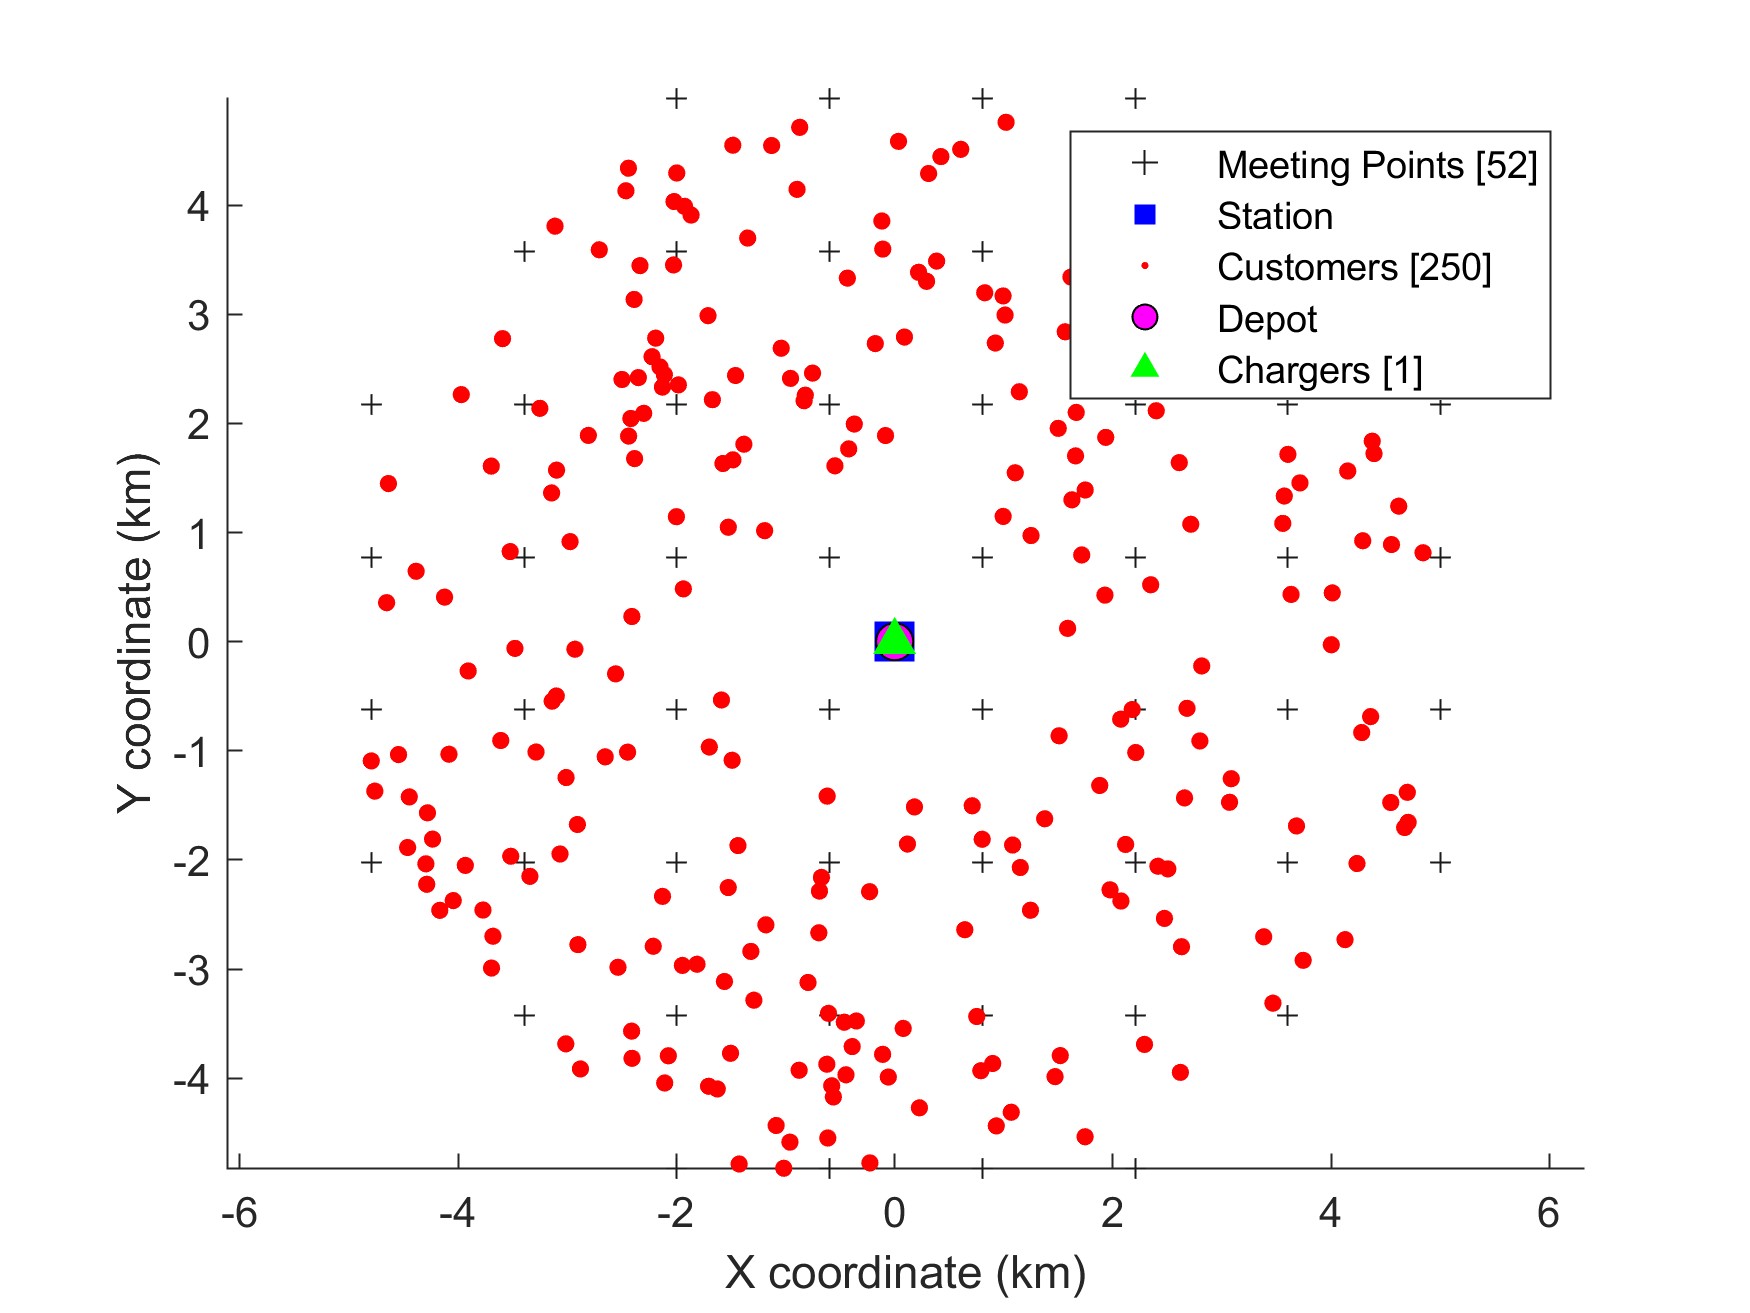 Meeting Points [52]
Station
Customers [250]
Depot
Chargers [1]
Y coordinate (km)
4
3
2
1
0
-1
-2
-3
-4
-6 -4 -2 0 2 4 6
X coordinate (km)